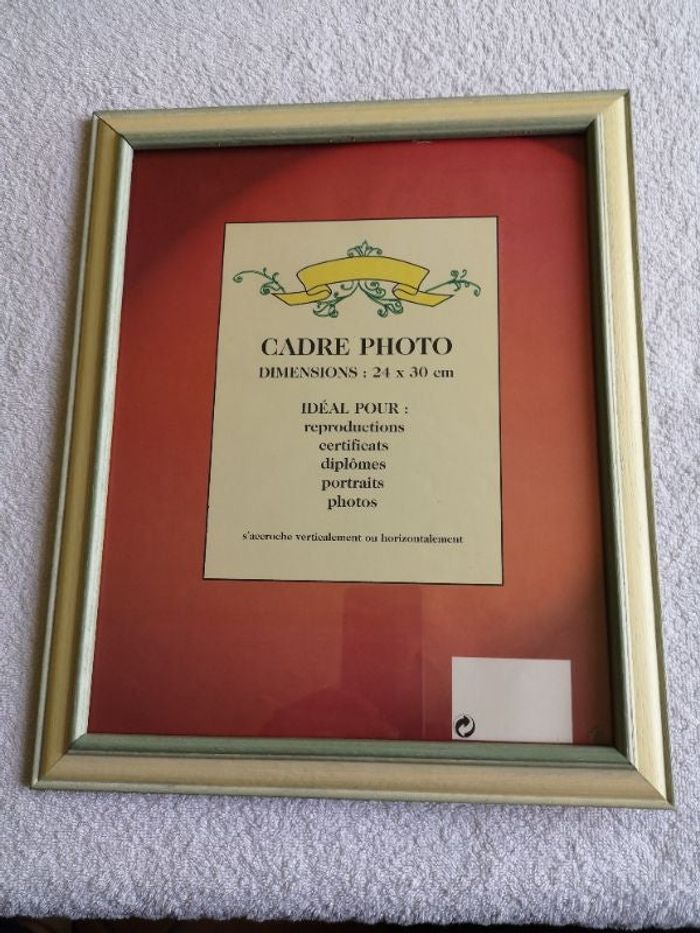 CADRE PHOTO
DIMENSIONS : 24 x 30 cm
IDÉAL POUR :
reproductions
certificats
diplômes
portraits
photos
s'accroche verticalement ou horizontalement